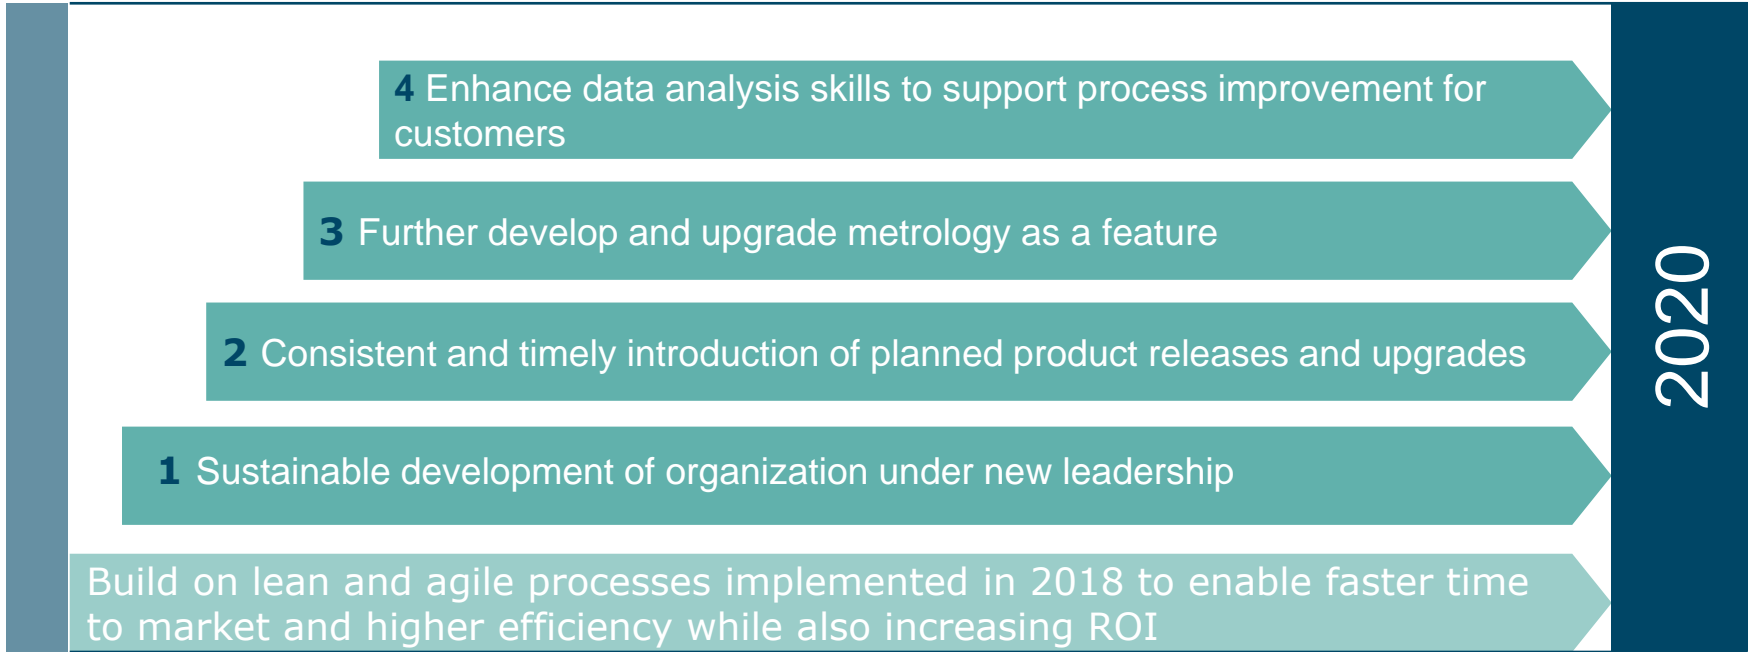 4 Enhance data analysis skills to support process improvement for
customers
3 Further develop and upgrade metrology as a feature
2 Consistent and timely introduction of planned product releases and upgrades
1 Sustainable development of organization under new leadership
Build on lean and agile processes implemented in 2018 to enable faster time
to market and higher efficiency while also increasing ROI
2020